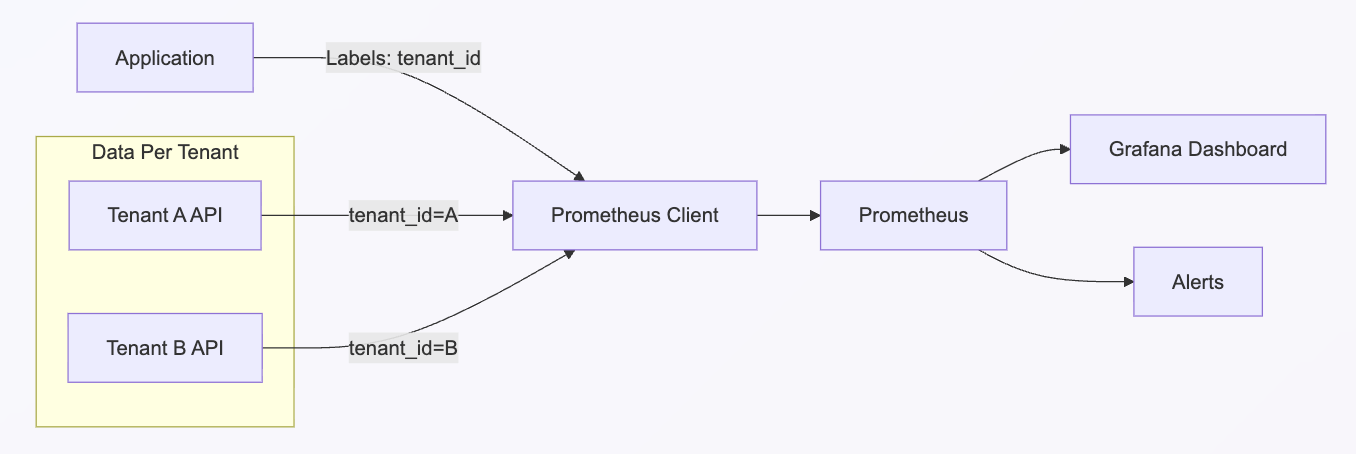 Application
Labels: tenant_id
Data Per Tenant
Tenant A API
tenant_id=A
Tenant B API
tenant_id=B
Prometheus Client
Prometheus
Grafana Dashboard
Alerts